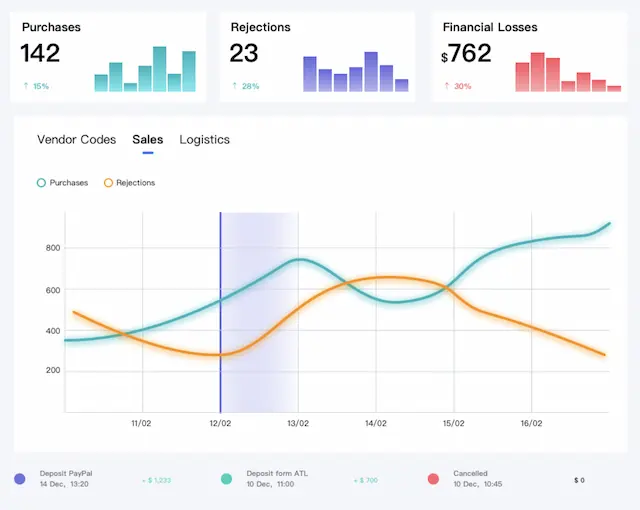 Purchases
142
↑ 15%
Rejections
23
↑ 28%
Financial Losses
$762
↑ 30%
Vendor Codes Sales Logistics
Purchases Rejections
800
600
400
200
11/02 12/02 13/02 14/02 15/02 16/02
Deposit PayPal
14 Dec, 13:20
+ $ 1,232
Deposit form ATL
10 Dec, 11:00
+ $ 700
Cancelled
10 Dec, 10:45
$ 0